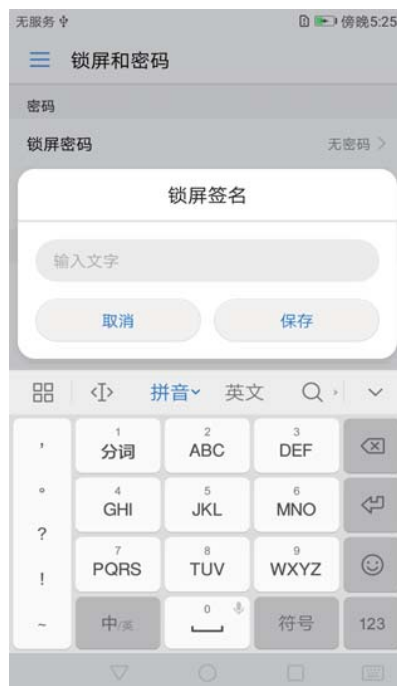 无服务 傍晚5:25
锁屏和密码
密码
锁屏密码 无密码
锁屏签名
输入文字
取消 保存
拼音 英文
， 1 分词 2 ABC 3 DEF
。 4 GHI 5 JKL 6 MNO
？ 7 PQRS 8 TUV 9 WXYZ
！
~ 中/英 0 符号 123